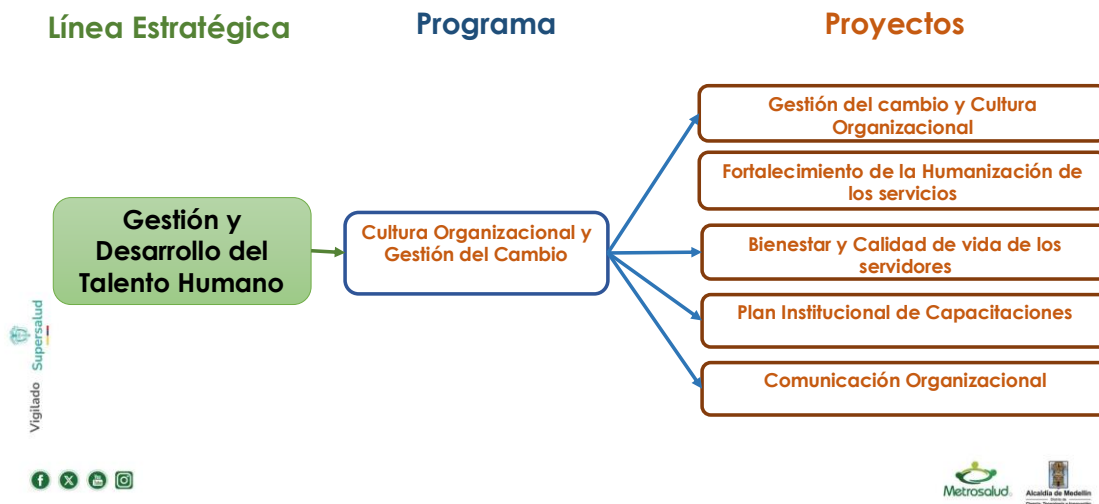 Línea Estratégica
Programa
Proyectos
Gestión y
Desarrollo del
Talento Humano
Cultura Organizacional y
Gestión del Cambio
Gestión del cambio y Cultura
Organizacional
Fortalecimiento de la Humanización de
los servicios
Bienestar y Calidad de vida de los
servidores
Plan Institucional de Capacitaciones
Comunicación Organizacional
Vigilado Supersalud
Metrosalud
Alcaldía de Medellín